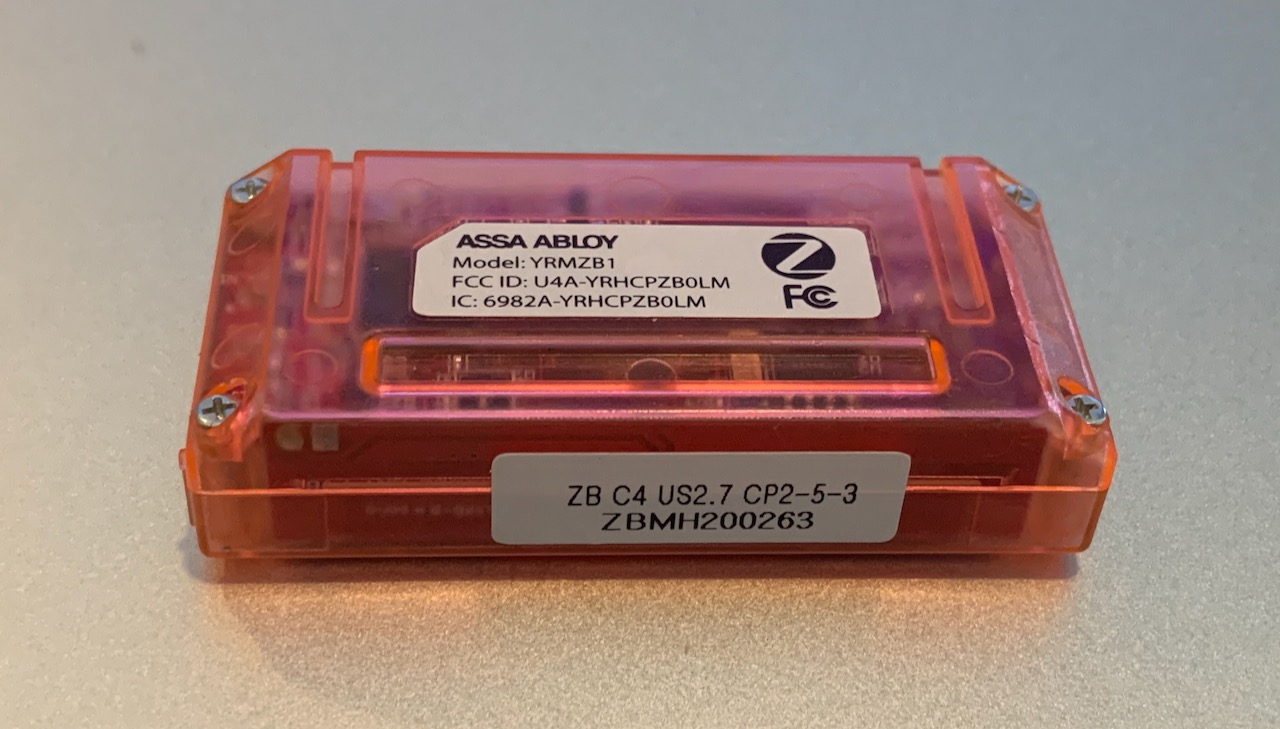 ASSA ABLOY
Model: YRMZB1
FCC ID: U4A-YRHCPZB0LM
IC: 6982A-YRHCPZB0LM
Z
FC
ZB C4 US2.7 CP2-5-3
ZBMH200263